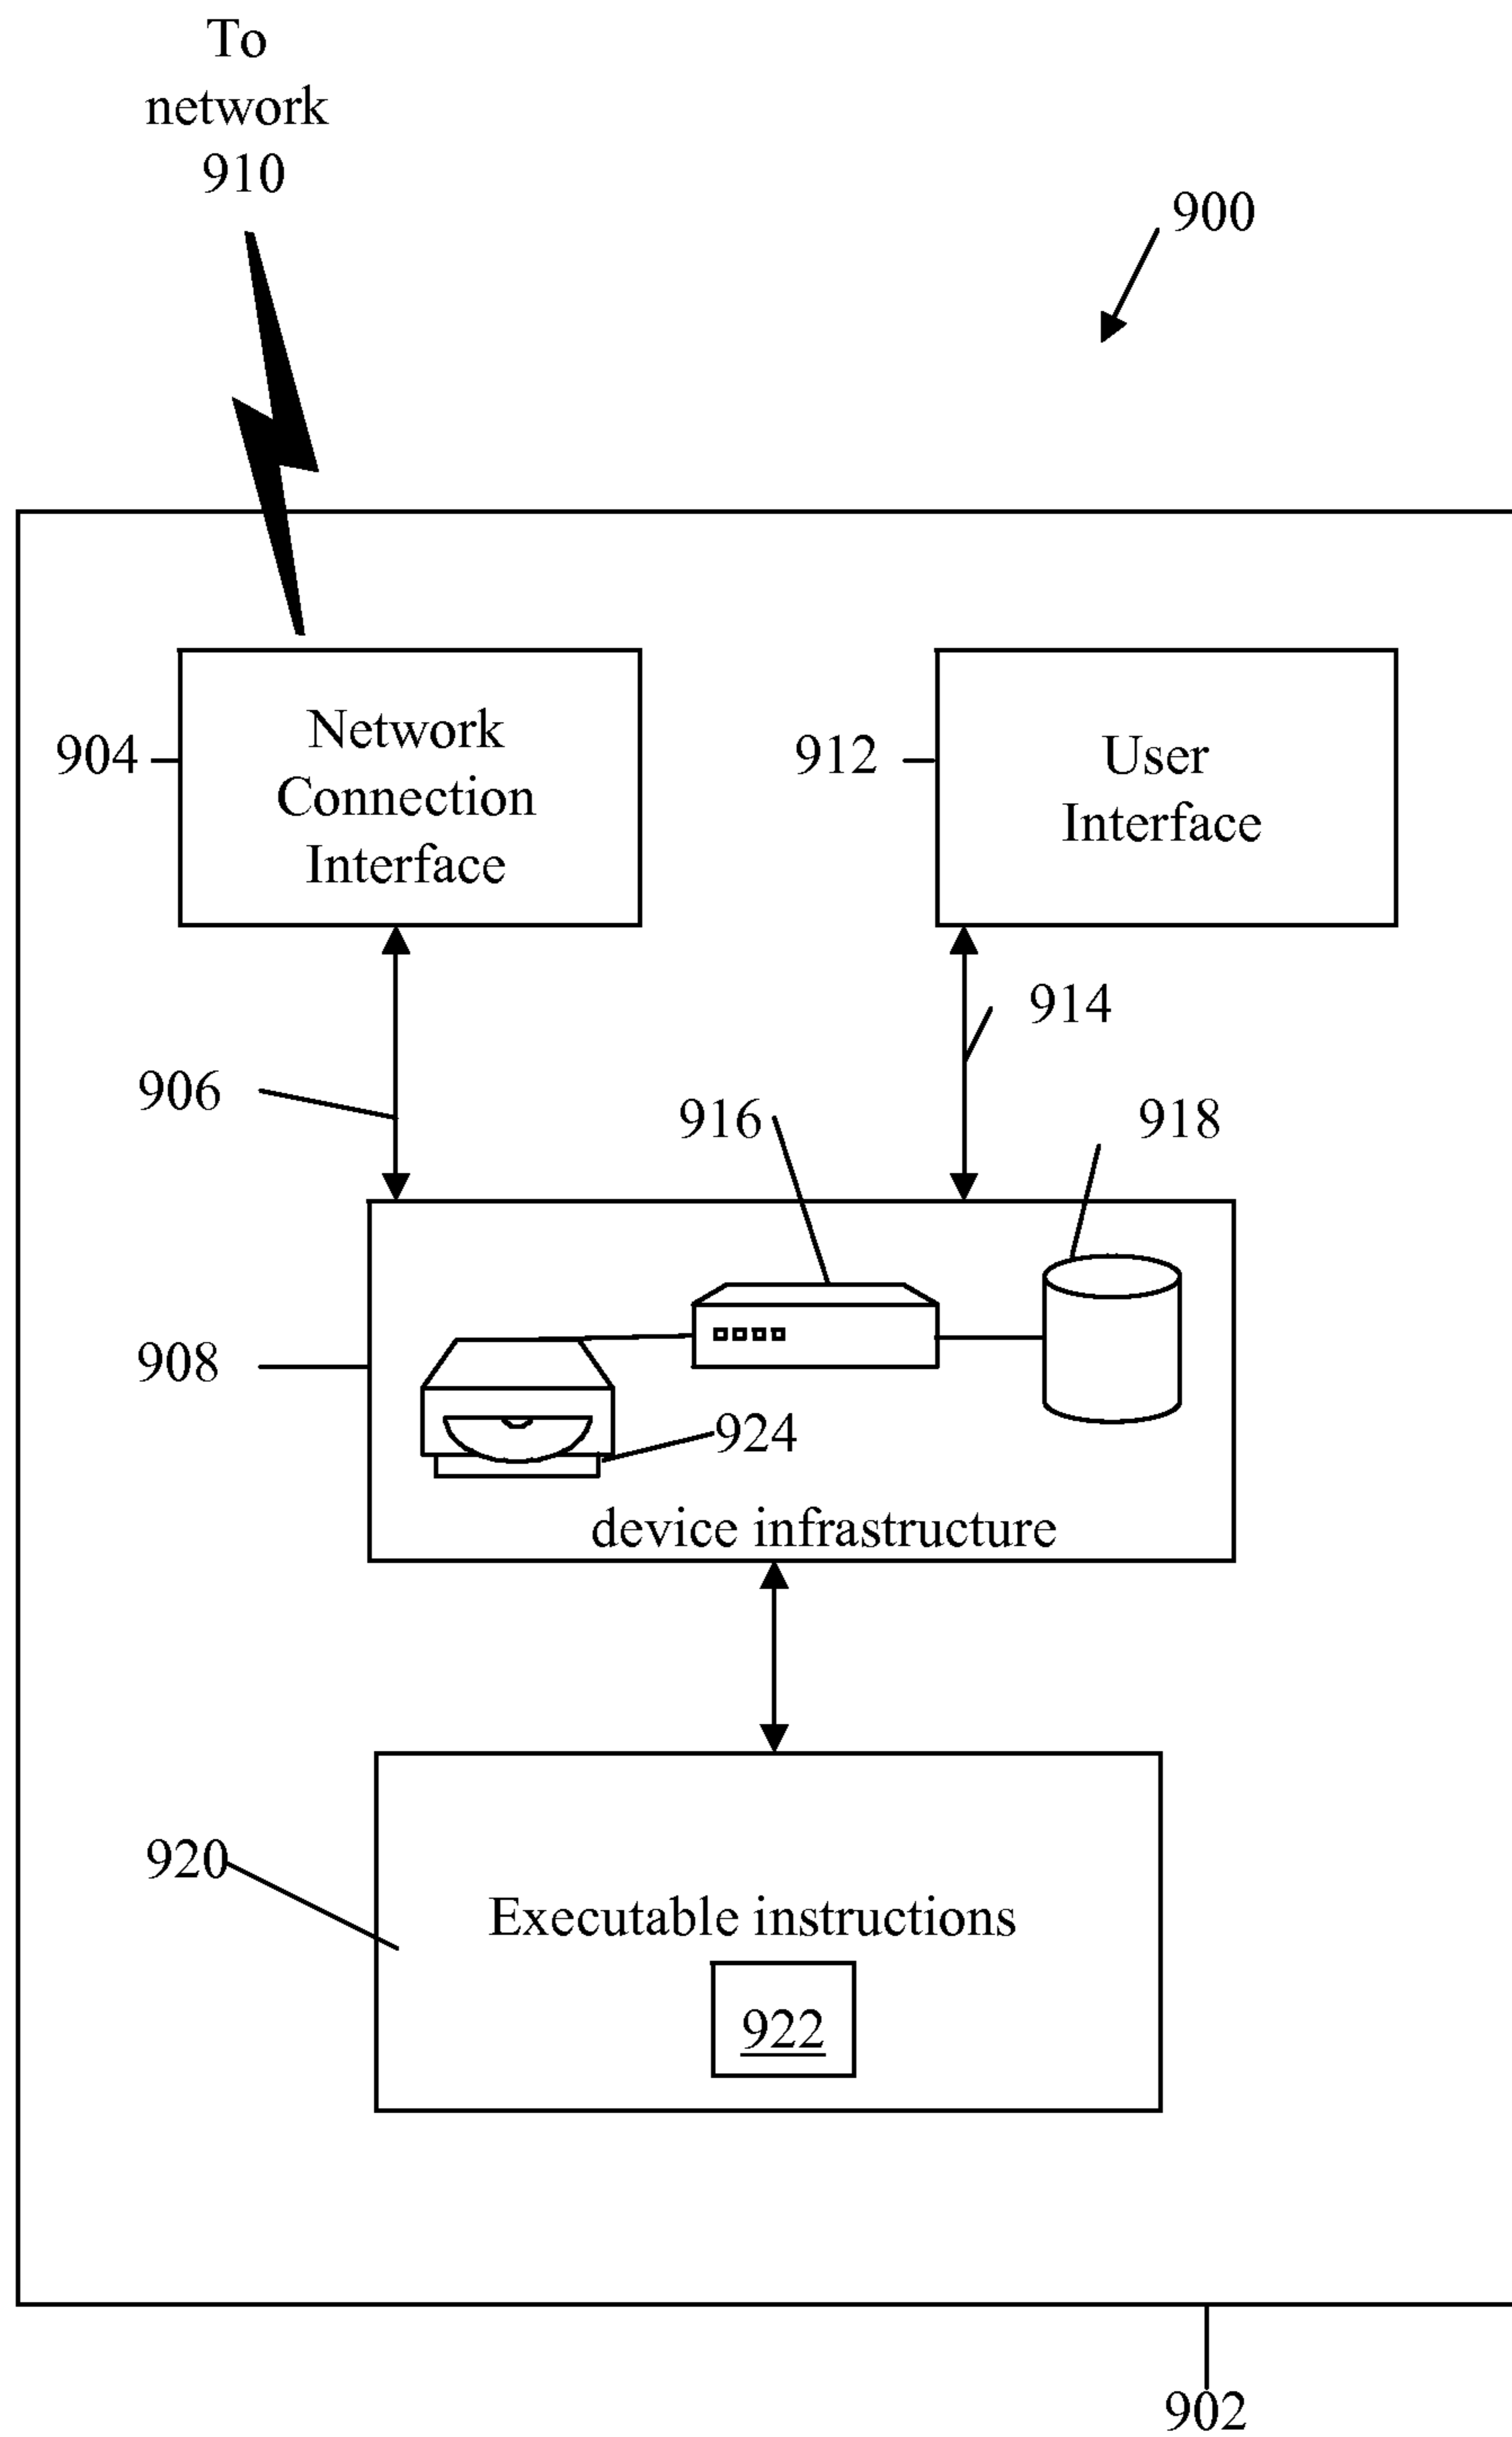 To
network
910
900
Network
Connection
Interface
904
912
User
Interface
914
906
916
918
908
924
device infrastructure
920
Executable instructions
922
902